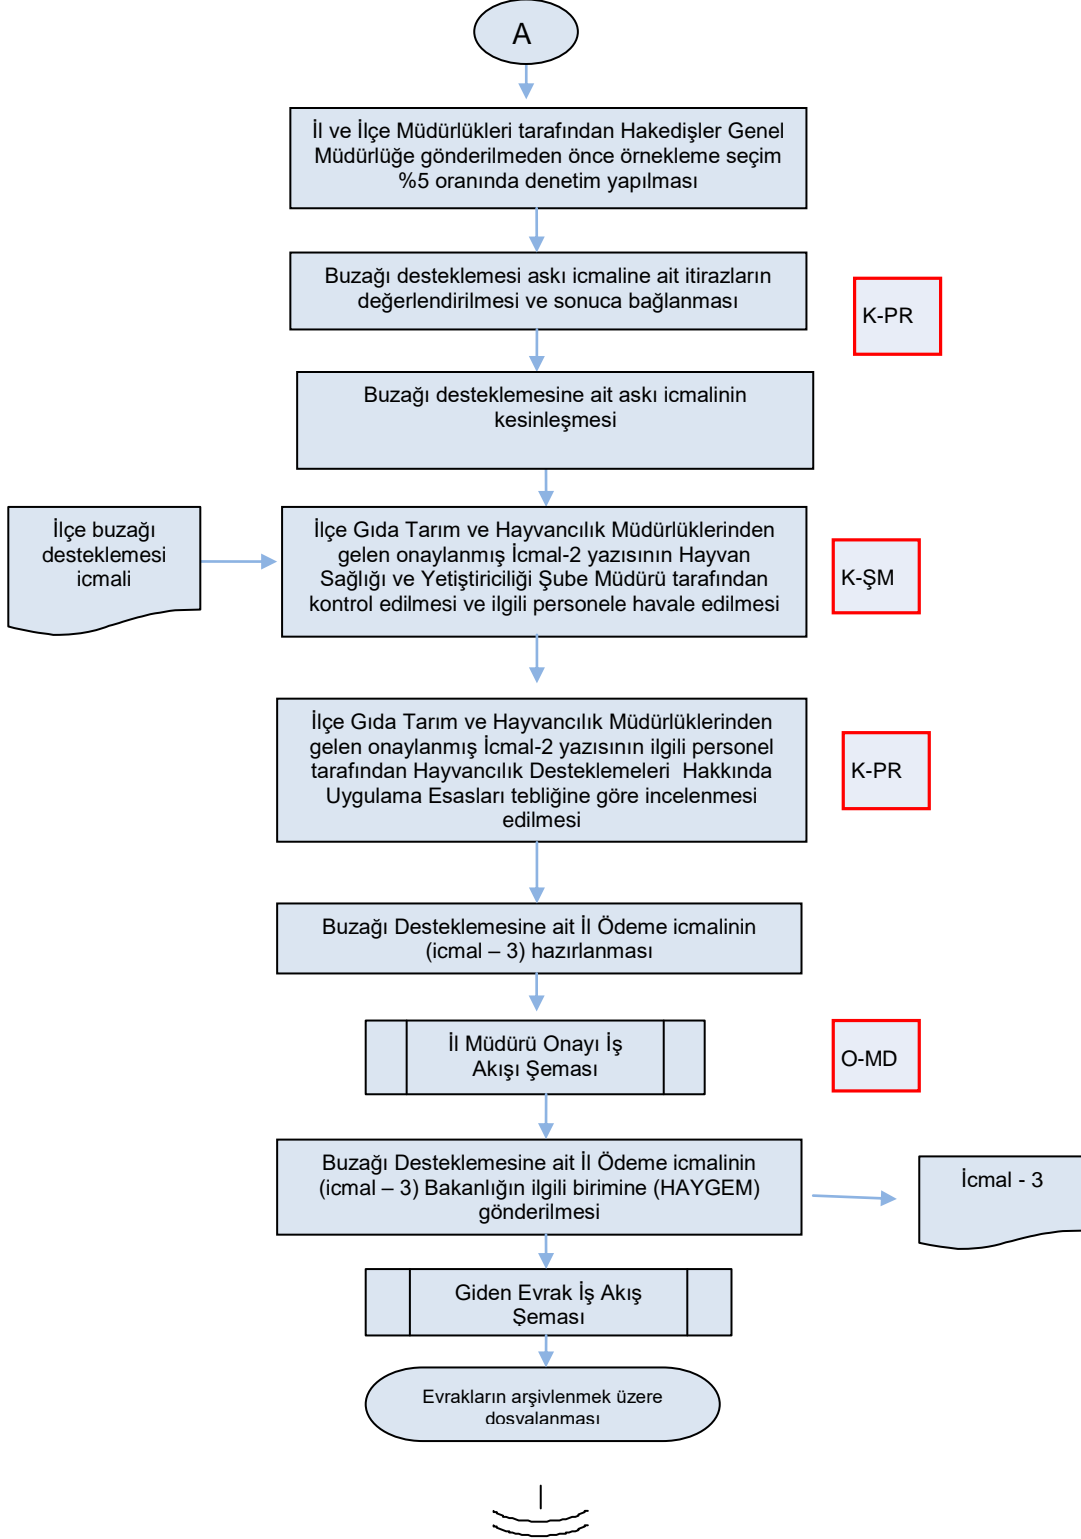 A
İl ve İlçe Müdürlükleri tarafından Hakedişler Genel
Müdürlüğe gönderilmeden önce örnekleme seçim
%5 oranında denetim yapılması
Buzağı desteklemesi askı icmaline ait itirazların
değerlendirilmesi ve sonuca bağlanması
K-PR
Buzağı desteklemesine ait askı icmalinin
kesinleşmesi
İlçe buzağı
desteklemesi
icmali
İlçe Gıda Tarım ve Hayvancılık Müdürlüklerinden
gelen onaylanmış İcmal-2 yazısının Hayvan
Sağlığı ve Yetiştiriciliği Şube Müdürü tarafından
kontrol edilmesi ve ilgili personele havale edilmesi
K-ŞM
İlçe Gıda Tarım ve Hayvancılık Müdürlüklerinden
gelen onaylanmış İcmal-2 yazısının ilgili personel
tarafından Hayvancılık Desteklemeleri  Hakkında
Uygulama Esasları tebliğine göre incelenmesi
edilmesi
K-PR
Buzağı Desteklemesine ait İl Ödeme icmalinin
(icmal – 3) hazırlanması
İl Müdürü Onayı İş
Akışı Şeması
O-MD
Buzağı Desteklemesine ait İl Ödeme icmalinin
(icmal – 3) Bakanlığın ilgili birimine (HAYGEM)
gönderilmesi
İcmal - 3
Giden Evrak İş Akış
Şeması
Evrakların arşivlenmek üzere
dosyalanması